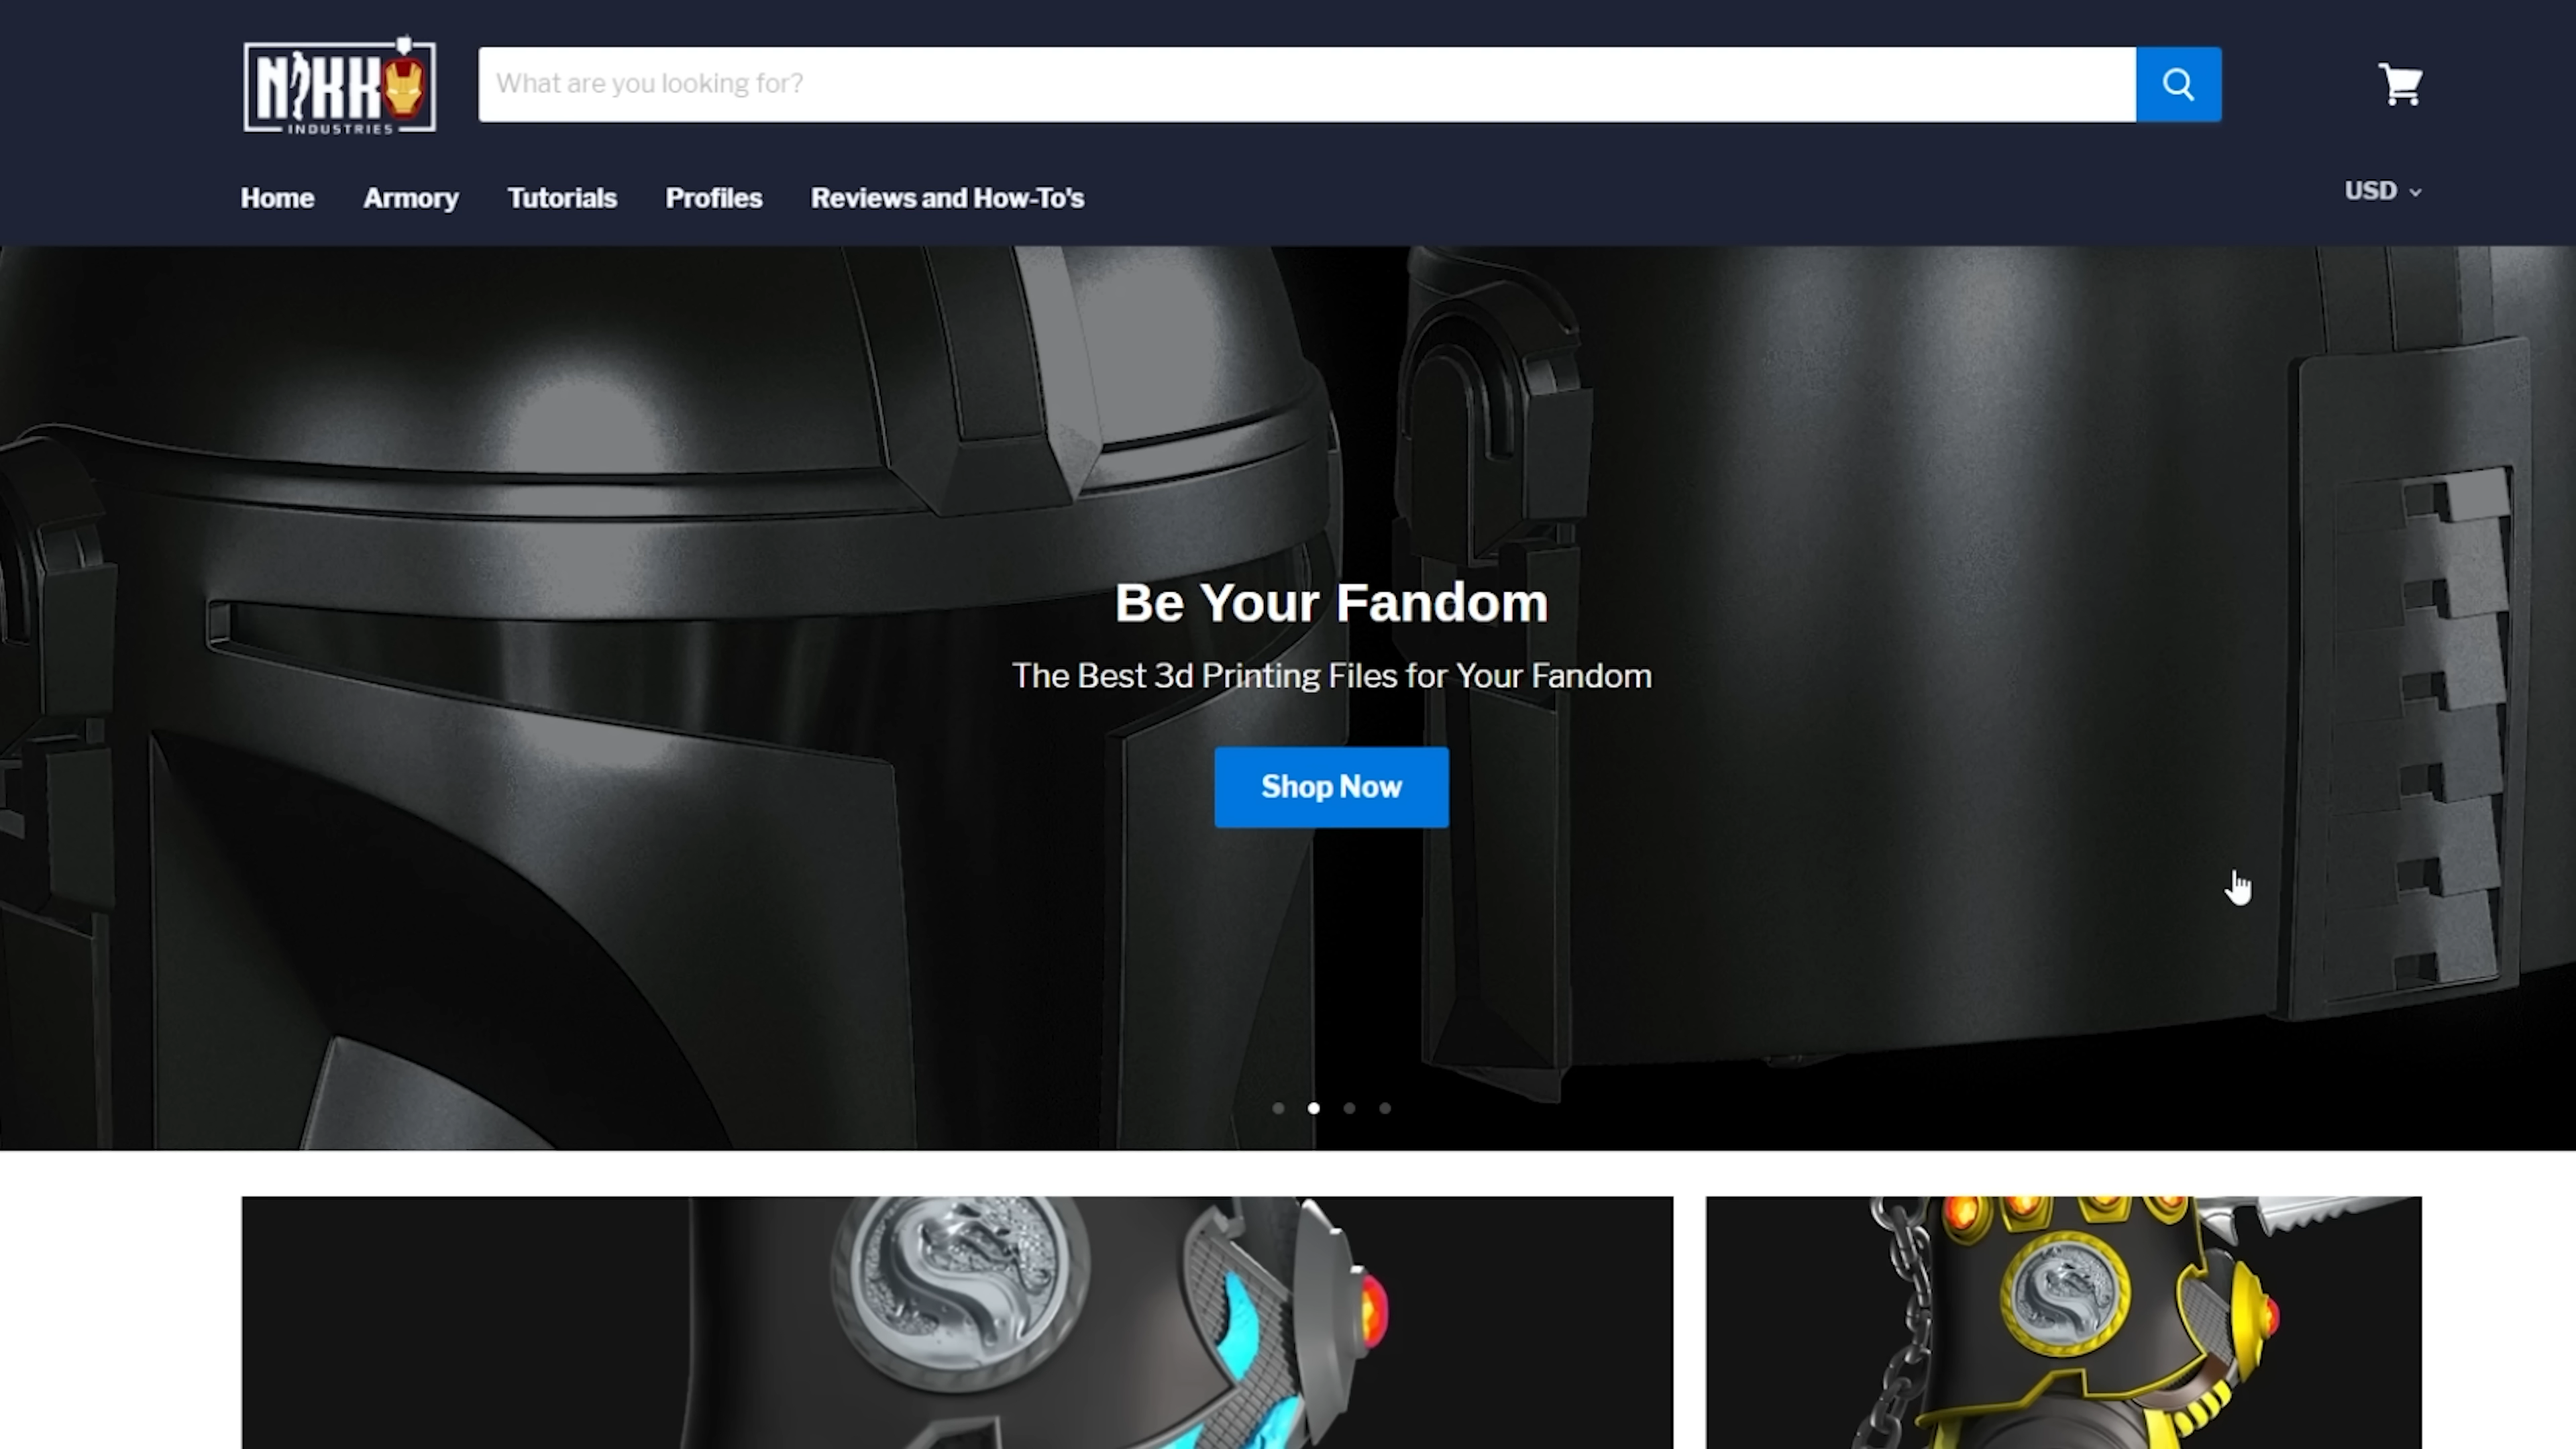 NIKKO
INDUSTRIES
What are you looking for?
Home Armory Tutorials Profiles Reviews and How-To's
USD
Be Your Fandom
The Best 3d Printing Files for Your Fandom
Shop Now